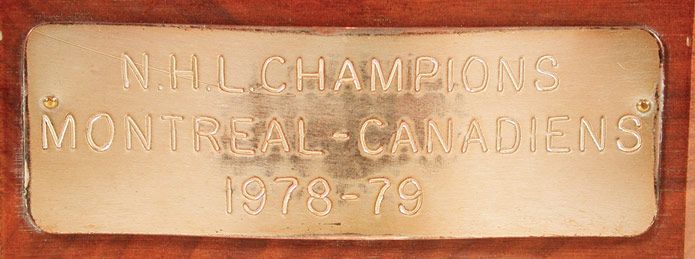 N.H.L. CHAMPIONS
MONTREAL-CANADIENS
1978-79